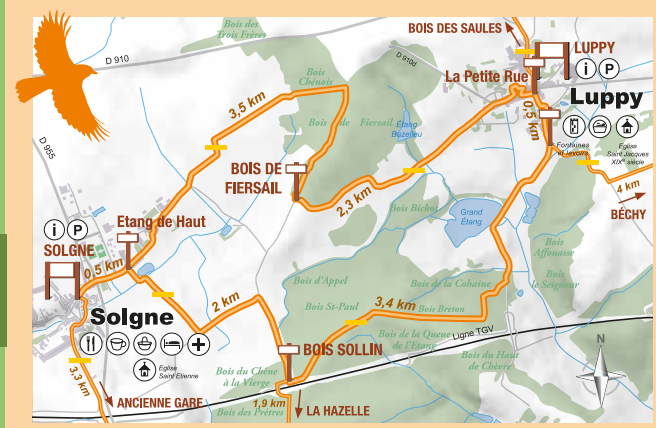 BOIS DES SAULES
Bois des
Trois Frères
D 910
D 910d
LUPPY
i P
La Petite Rue
Luppy
Bois
Chénois
3,5 km
0,5 km
D 955
Bois de Fiersail
Étang
Fontaines
et lavoirs
Eglise
Saint Jacques
XIXᵉ siècle
BOIS DE
FIERSAIL
4 km
BÉCHY
2,3 km
Bois Bichot
Grand
Étang
Etang de Haut
i P
SOLGNE
0,5 km
Bois
Affouasse
Bois d'Appel
Bois de la Cobaine
Bois
le Seigneur
2 km
Bois St-Paul
3,4 km
Bois Breton
Solgne
Bois de la Queue
de l'Etang
Ligne TGV
N
BOIS SOLLIN
Bois du Haut
de Chèvre
Eglise
Saint Etienne
3,3 km
Bois du Chêne
à la Vierge
1,9 km
ANCIENNE GARE
Bois des Prêtres
LA HAZELLE